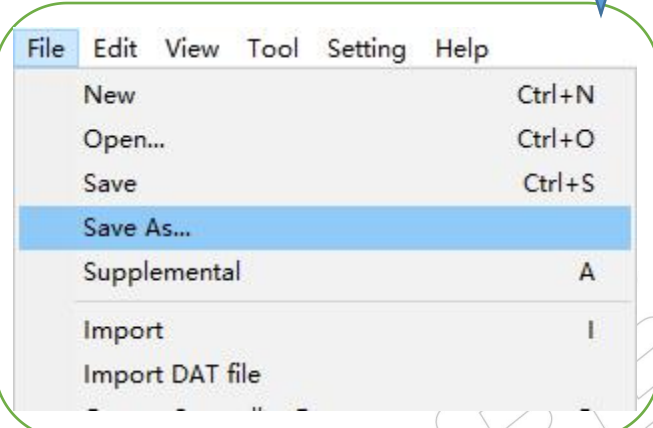 File Edit View Tool Setting Help
New Ctrl+N
Open... Ctrl+O
Save Ctrl+S
Save As...
Supplemental A
Import I
Import DAT file